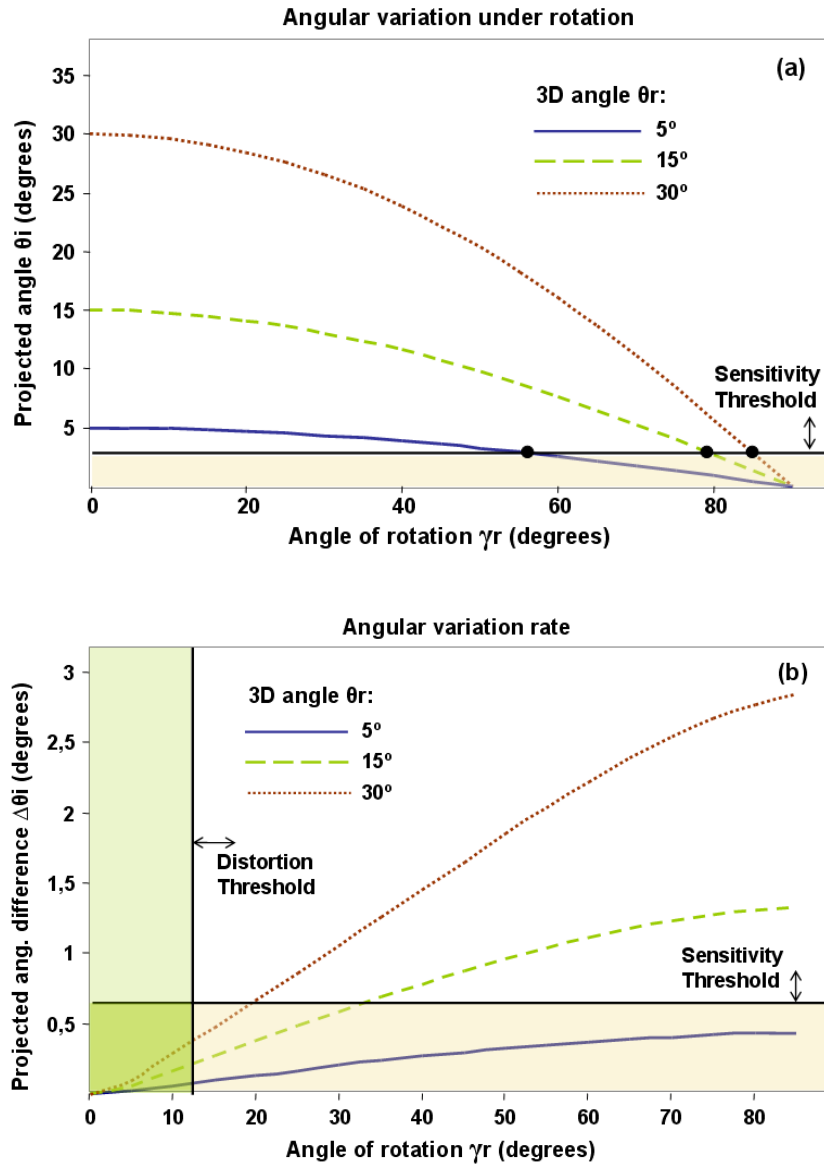 Angular variation under rotation
(a)
3D angle θr:
5º
15º
30º
35
30
25
20
15
10
5
Projected angle θi (degrees)
Sensitivity
Threshold
0
20
40
60
80
Angle of rotation γr (degrees)
Angular variation rate
(b)
3D angle θr:
5º
15º
30º
3
2,5
2
1,5
1
0,5
Projected ang. difference Δθi (degrees)
Distortion
Threshold
Sensitivity
Threshold
0
10
20
30
40
50
60
70
80
Angle of rotation γr (degrees)